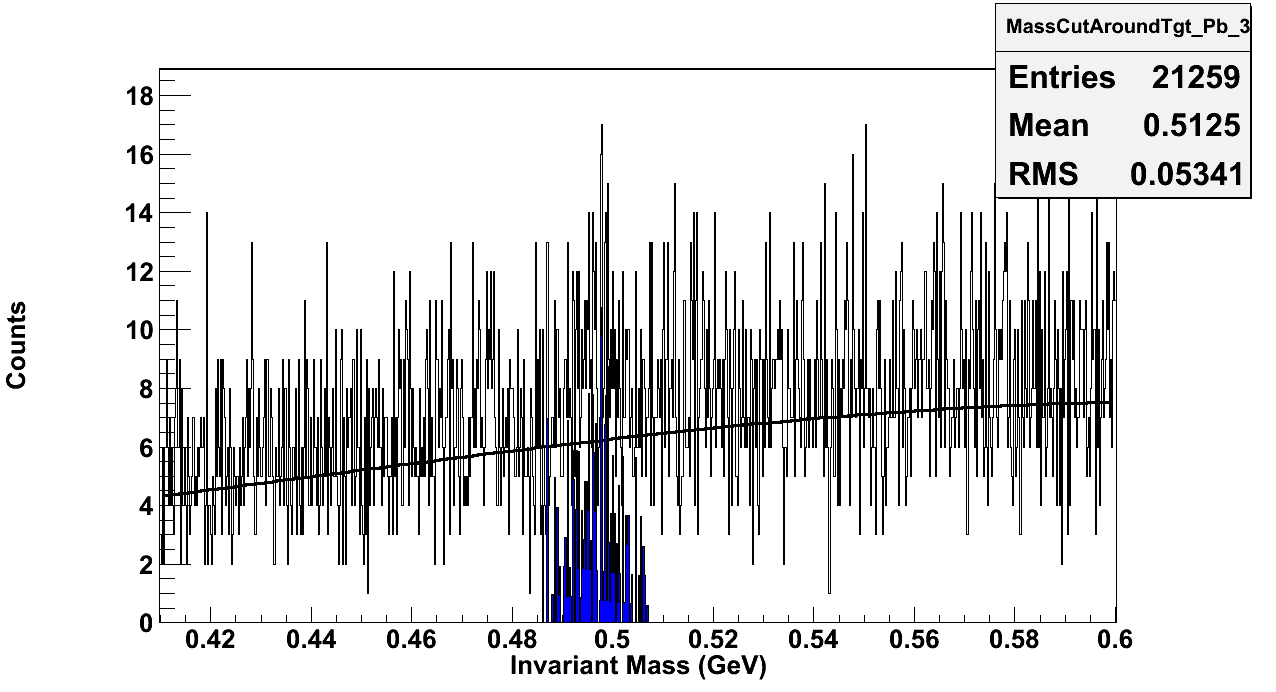 MassCutAroundTgt_Pb_3
Entries 21259
Mean 0.5125
RMS 0.05341
18
16
14
12
10
8
6
4
2
0
Counts
0.42 0.44 0.46 0.48 0.5 0.52 0.54 0.56 0.58 0.6
Invariant Mass (GeV)